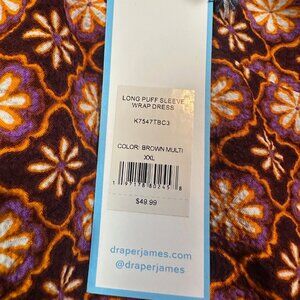 LONG PUFF SLEEVE
WRAP DRESS
K7547TBC3
COLOR: BROWN MULTI
XXL
$49.99
draperjames.com
@draperjames